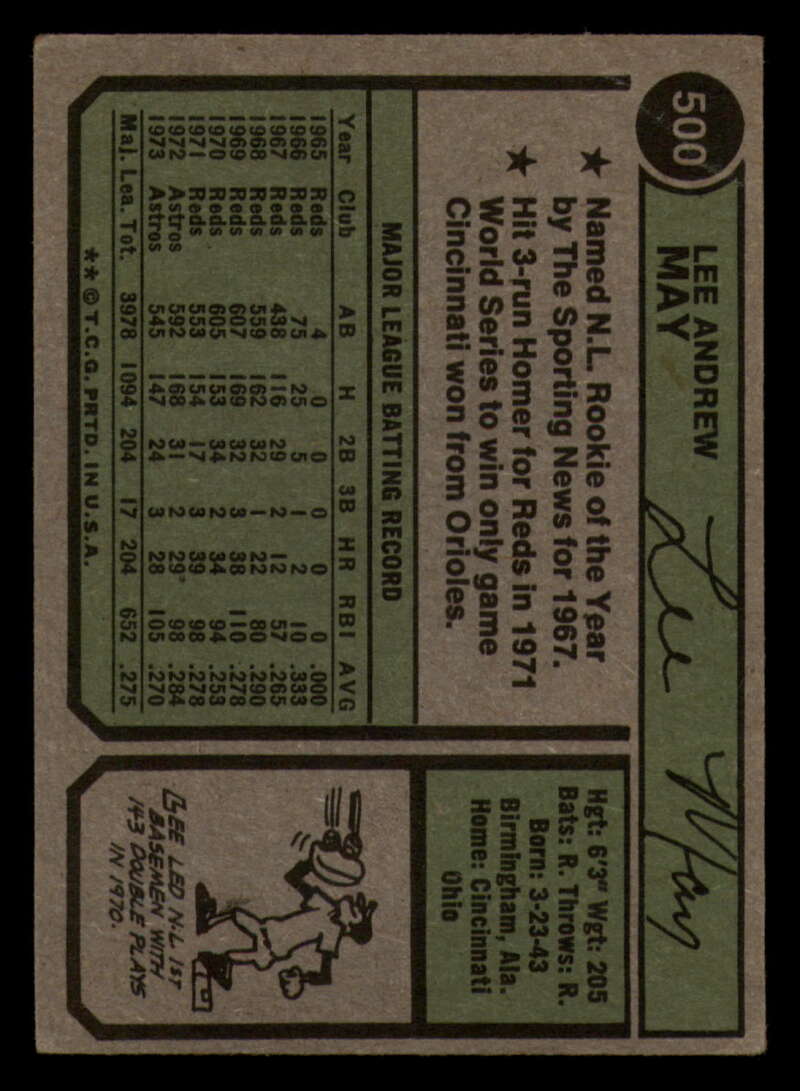 500
LEE ANDREW
MAY
Lee May
★ Named N.L. Rookie of the Year
by The Sporting News for 1967.
★ Hit 3-run Homer for Reds in 1971
World Series to win only game
Cincinnati won from Orioles.
MAJOR LEAGUE BATTING RECORD
Year Club AB H 2B 3B HR RBI AVG
1965 Reds 4 0 0 0 0 0 .000
1966 Reds 75 25 5 1 2 10 .333
1967 Reds 438 116 29 2 12 57 .265
1968 Reds 559 162 32 1 22 80 .290
1969 Reds 607 169 32 3 38 110 .278
1970 Reds 605 153 34 2 34 94 .253
1971 Reds 553 154 17 3 39 98 .278
1972 Astros 592 168 31 2 29 98 .284
1973 Astros 545 147 24 3 28 105 .270
Maj. Lea. Tot. 3978 1094 204 17 204 652 .275
**©T.C.G. PRTD. IN U.S.A.
Hgt: 6'3" Wgt: 205
Bats: R. Throws: R.
Born: 3-23-43
Birmingham, Ala.
Home: Cincinnati
Ohio
LEE LED N.L. 1ST
BASEMEN WITH
143 DOUBLE PLAYS
IN 1970.